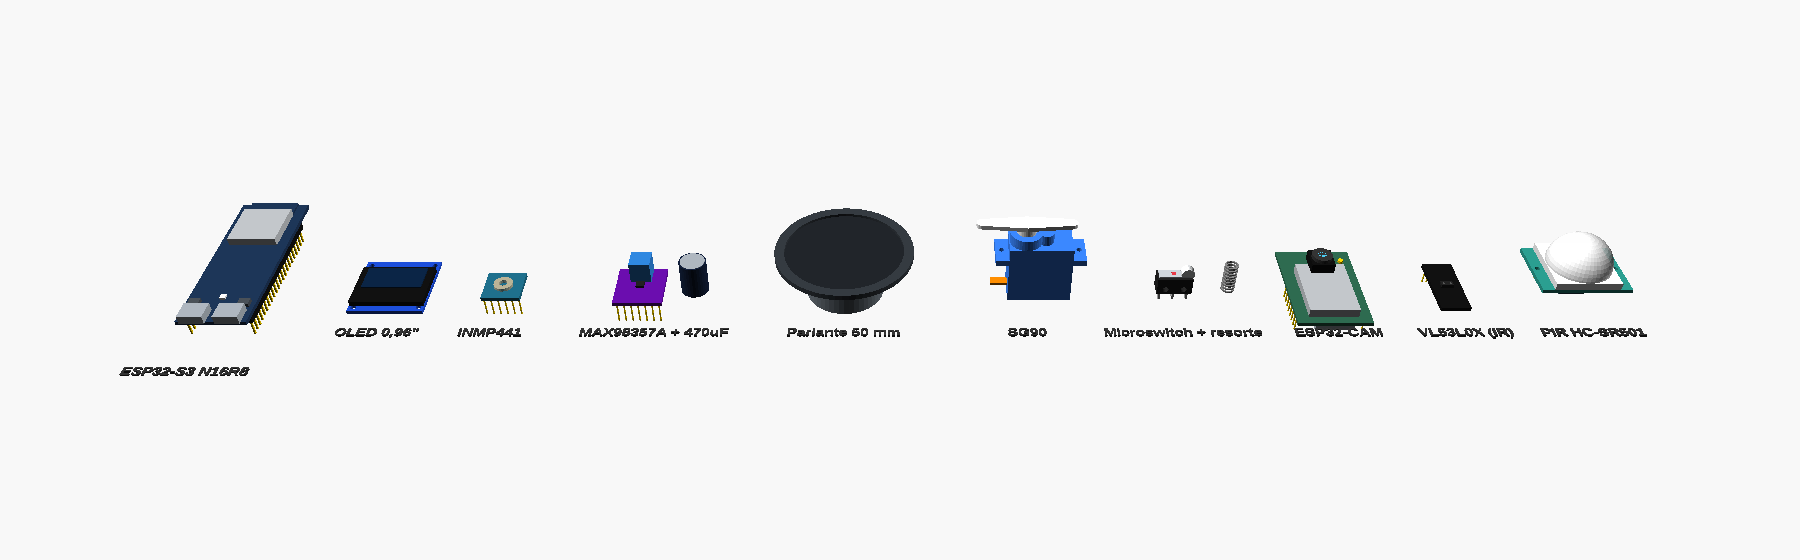 OLED 0,96"
INMP441
MAX98357A + 470uF
Parlante 50 mm
SG90
Microswitch + resorte
ESP32-CAM
VL53L0X (IR)
PIR HC-SR501
ESP32-S3 N16R8